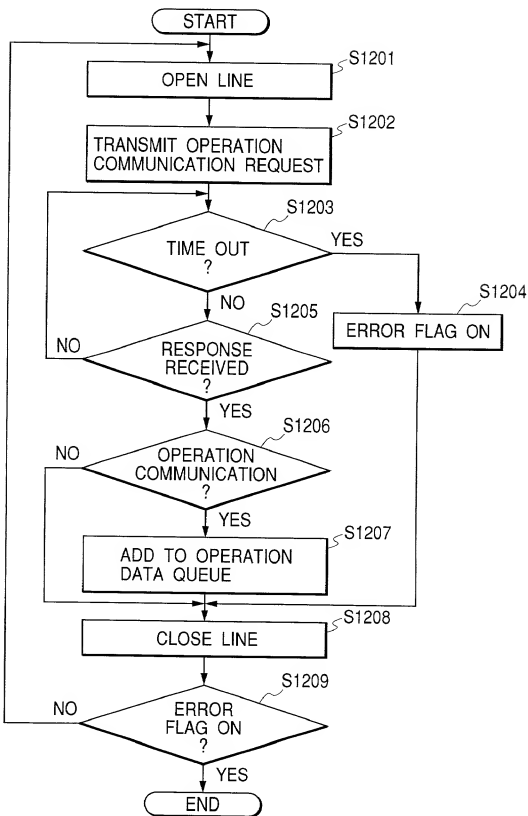 START
S1201
OPEN LINE
S1202
TRANSMIT OPERATION
COMMUNICATION REQUEST
S1203
TIME OUT
?
YES
NO
S1204
ERROR FLAG ON
S1205
RESPONSE
RECEIVED
?
NO
YES
S1206
OPERATION
COMMUNICATION
?
NO
YES
S1207
ADD TO OPERATION
DATA QUEUE
S1208
CLOSE LINE
S1209
ERROR
FLAG ON
?
NO
YES
END